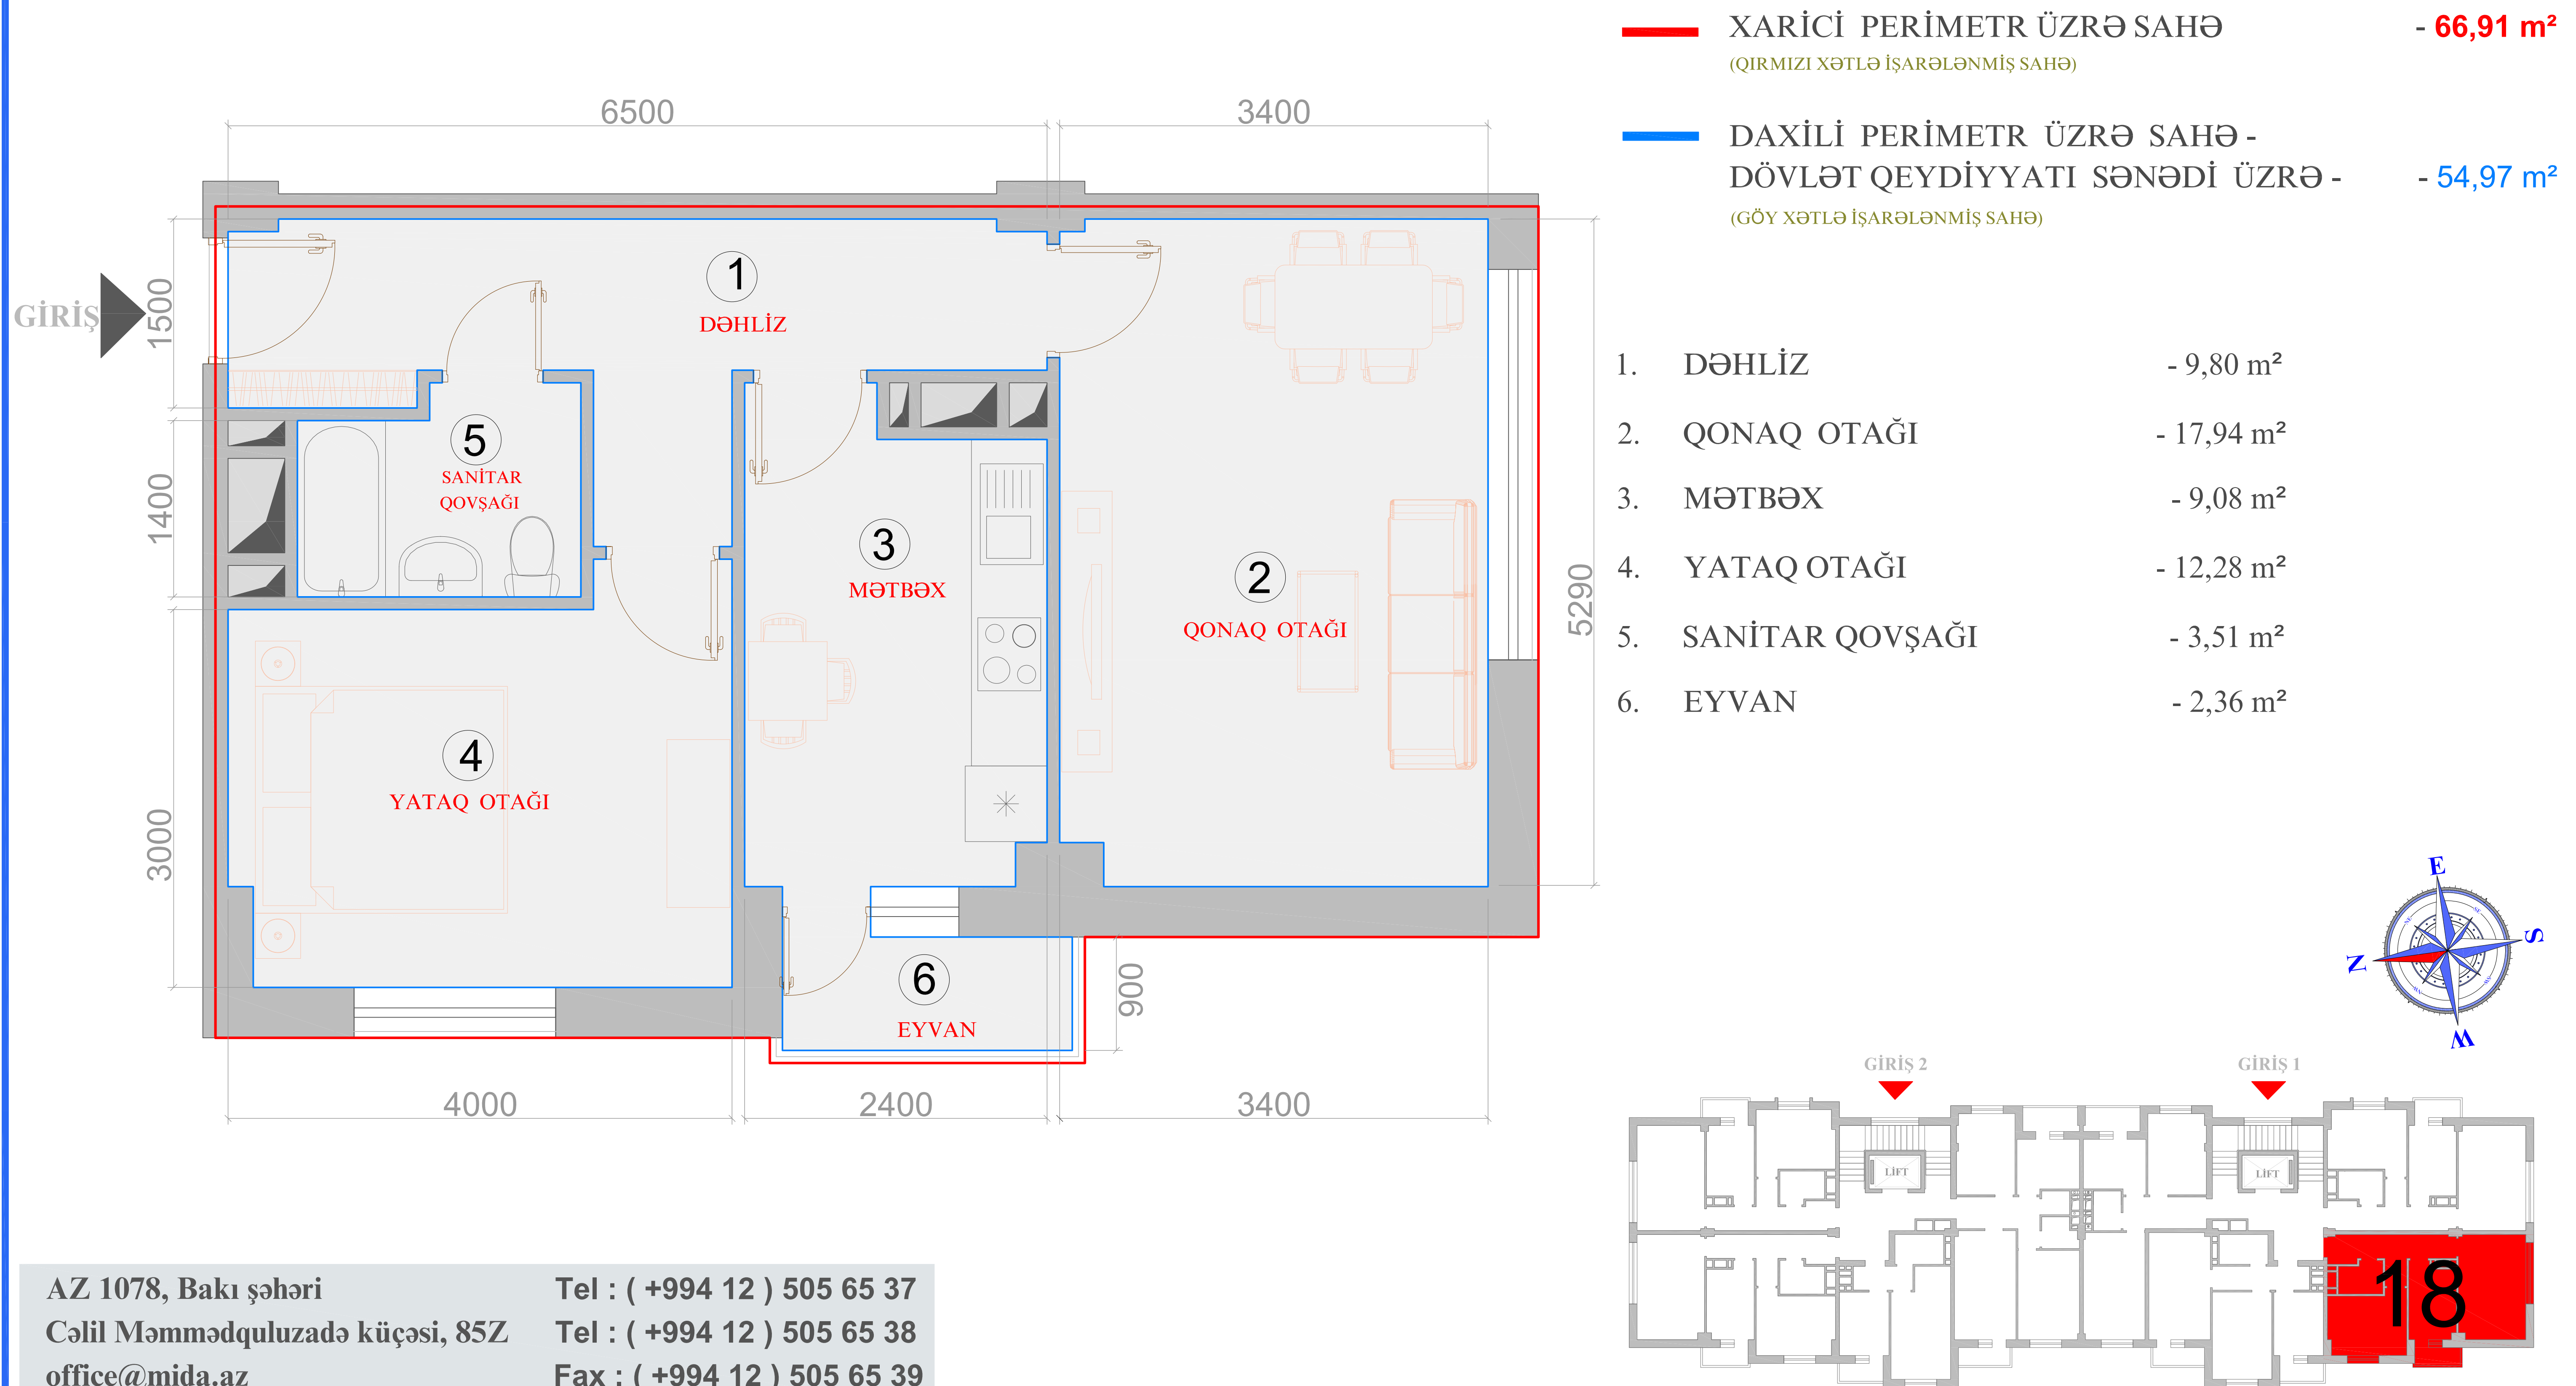 XARİCİ PERİMETR ÜZRƏ SAHƏ - 66,91 m²
(QIRMIZI XƏTLƏ İŞARƏLƏNMİŞ SAHƏ)
DAXİLİ PERİMETR ÜZRƏ SAHƏ -
DÖVLƏT QEYDİYYATI SƏNƏDİ ÜZRƏ - - 54,97 m²
(GÖY XƏTLƏ İŞARƏLƏNMİŞ SAHƏ)
6500
3400
GİRİŞ
1500
1400
3000
5290
900
4000
2400
3400
1
DƏHLİZ
5
SANİTAR
QOVŞAĞI
3
MƏTBƏX
2
QONAQ OTAĞI
4
YATAQ OTAĞI
6
EYVAN
1. DƏHLİZ - 9,80 m²
2. QONAQ OTAĞI - 17,94 m²
3. MƏTBƏX - 9,08 m²
4. YATAQ OTAĞI - 12,28 m²
5. SANİTAR QOVŞAĞI - 3,51 m²
6. EYVAN - 2,36 m²
E
S
N
W
GİRİŞ 2
GİRİŞ 1
LİFT
LİFT
18
AZ 1078, Bakı şəhəri Tel : ( +994 12 ) 505 65 37
Cəlil Məmmədquluzadə küçəsi, 85Z Tel : ( +994 12 ) 505 65 38
office@mida.az Fax : ( +994 12 ) 505 65 39